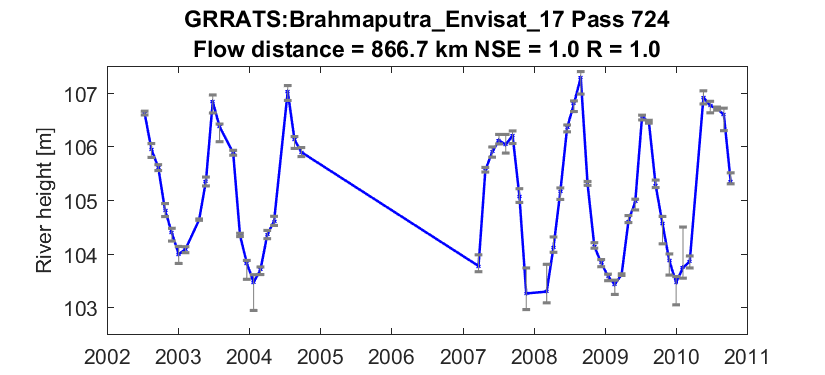 GRRATS:Brahmaputra_Envisat_17 Pass 724
Flow distance = 866.7 km NSE = 1.0 R = 1.0
River height [m]
107
106
105
104
103
2002 2003 2004 2005 2006 2007 2008 2009 2010 2011